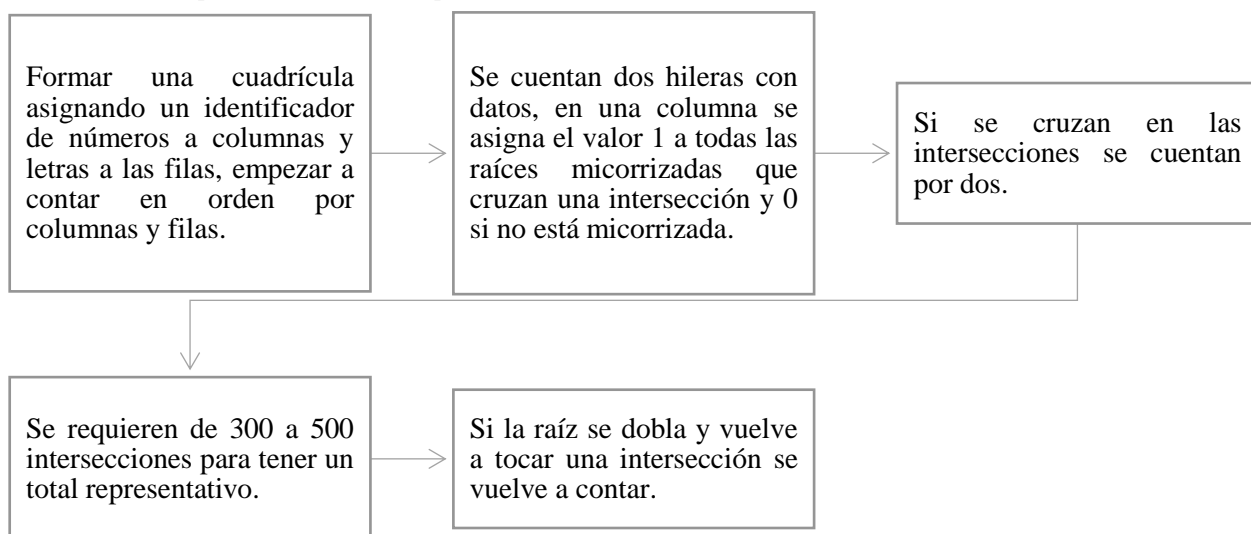 Formar una cuadrícula
asignando un identificador
de números a columnas y
letras a las filas, empezar a
contar en orden por
columnas y filas.
Se cuentan dos hileras con
datos, en una columna se
asigna el valor 1 a todas las
raíces micorrizadas que
cruzan una intersección y 0
si no está micorrizada.
Si se cruzan en las
intersecciones se cuentan
por dos.
Se requieren de 300 a 500
intersecciones para tener un
total representativo.
Si la raíz se dobla y vuelve
a tocar una intersección se
vuelve a contar.